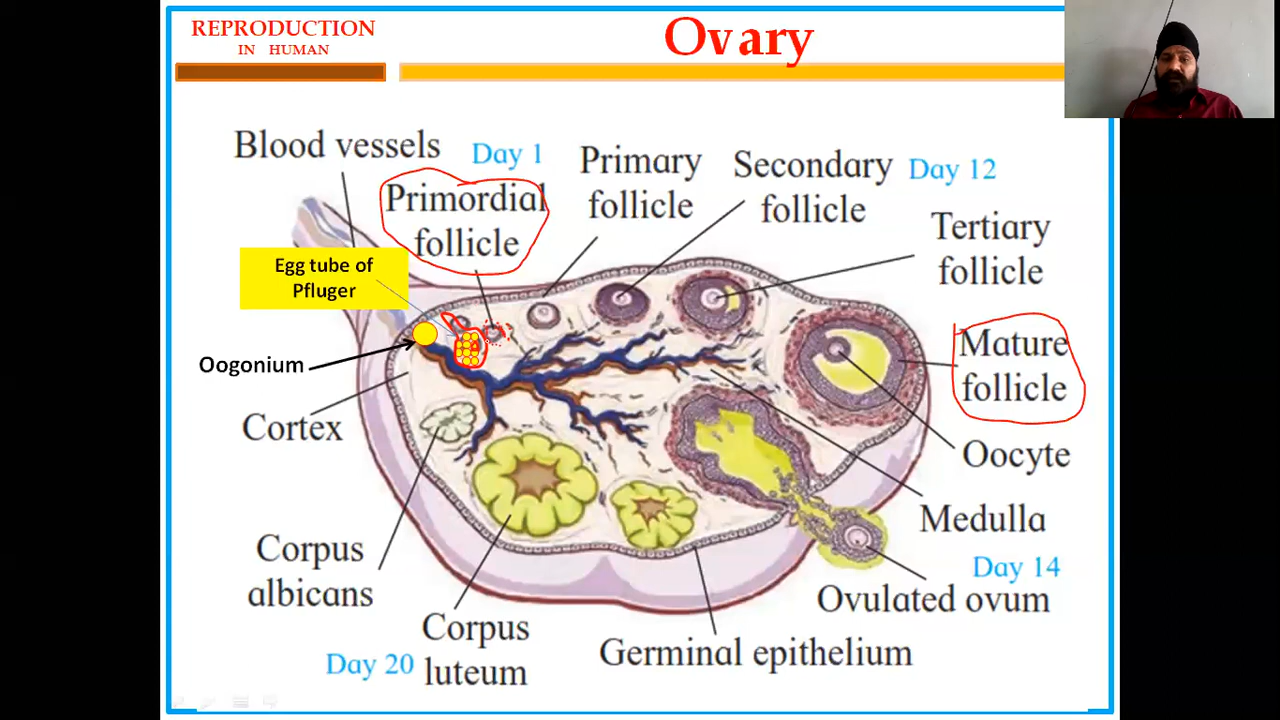 REPRODUCTION
IN HUMAN
Ovary
Blood vessels
Day 1
Primordial
follicle
Primary
follicle
Secondary
follicle
Day 12
Tertiary
follicle
Egg tube of
Pfluger
Oogonium
Mature
follicle
Cortex
Oocyte
Medulla
Corpus
albicans
Day 14
Ovulated ovum
Corpus
luteum
Day 20
Germinal epithelium